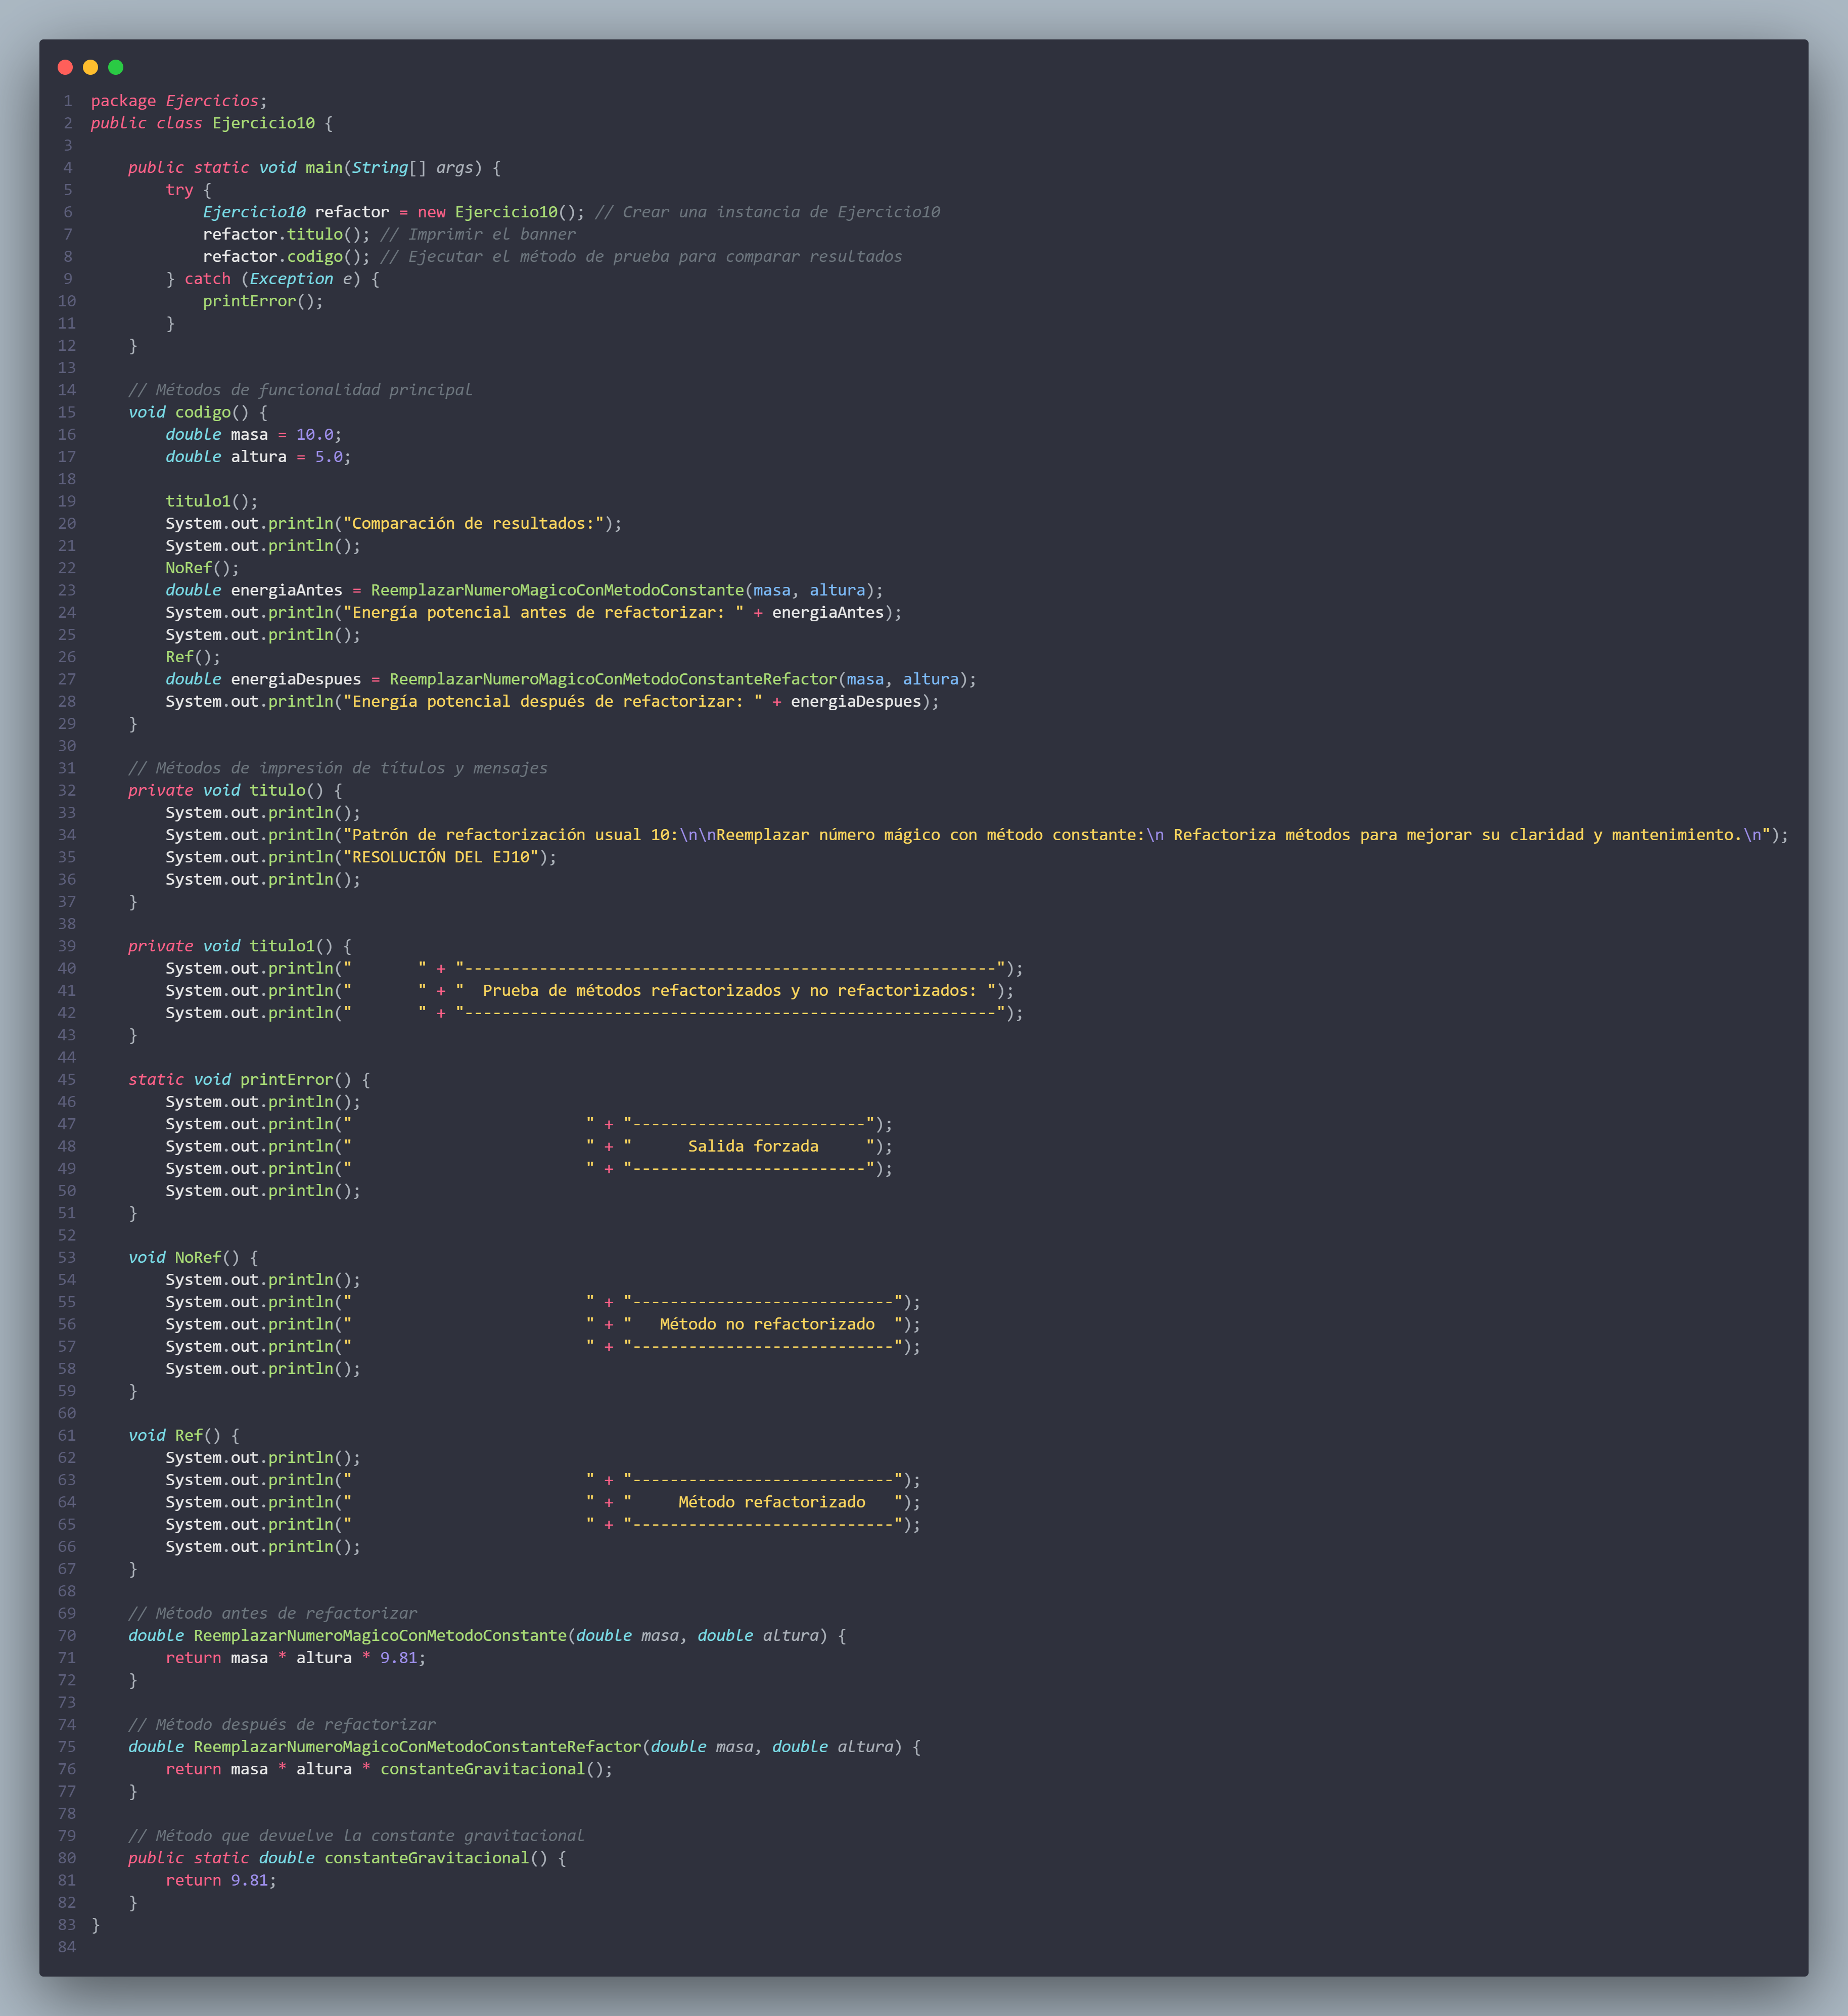 1 package Ejercicios;
2 public class Ejercicio10 {
3
4     public static void main(String[] args) {
5         try {
6             Ejercicio10 refactor = new Ejercicio10(); // Crear una instancia de Ejercicio10
7             refactor.titulo(); // Imprimir el banner
8             refactor.codigo(); // Ejecutar el método de prueba para comparar resultados
9         } catch (Exception e) {
10             printError();
11         }
12     }
13
14     // Métodos de funcionalidad principal
15     void codigo() {
16         double masa = 10.0;
17         double altura = 5.0;
18
19         titulo1();
20         System.out.println("Comparación de resultados:");
21         System.out.println();
22         NoRef();
23         double energiaAntes = ReemplazarNumeroMagicoConMetodoConstante(masa, altura);
24         System.out.println("Energía potencial antes de refactorizar: " + energiaAntes);
25         System.out.println();
26         Ref();
27         double energiaDespues = ReemplazarNumeroMagicoConMetodoConstanteRefactor(masa, altura);
28         System.out.println("Energía potencial después de refactorizar: " + energiaDespues);
29     }
30
31     // Métodos de impresión de títulos y mensajes
32     private void titulo() {
33         System.out.println();
34         System.out.println("Patrón de refactorización usual 10:\n\nReemplazar número mágico con método constante:\n Refactoriza métodos para mejorar su claridad y mantenimiento.\n");
35         System.out.println("RESOLUCIÓN DEL EJ10");
36         System.out.println();
37     }
38
39     private void titulo1() {
40         System.out.println("       " + "---------------------------------------------------------");
41         System.out.println("       " + "  Prueba de métodos refactorizados y no refactorizados: ");
42         System.out.println("       " + "---------------------------------------------------------");
43     }
44
45     static void printError() {
46         System.out.println();
47         System.out.println("                         " + "-------------------------");
48         System.out.println("                         " + "      Salida forzada     ");
49         System.out.println("                         " + "-------------------------");
50         System.out.println();
51     }
52
53     void NoRef() {
54         System.out.println();
55         System.out.println("                         " + "----------------------------");
56         System.out.println("                         " + "   Método no refactorizado  ");
57         System.out.println("                         " + "----------------------------");
58         System.out.println();
59     }
60
61     void Ref() {
62         System.out.println();
63         System.out.println("                         " + "----------------------------");
64         System.out.println("                         " + "     Método refactorizado   ");
65         System.out.println("                         " + "----------------------------");
66         System.out.println();
67     }
68
69     // Método antes de refactorizar
70     double ReemplazarNumeroMagicoConMetodoConstante(double masa, double altura) {
71         return masa * altura * 9.81;
72     }
73
74     // Método después de refactorizar
75     double ReemplazarNumeroMagicoConMetodoConstanteRefactor(double masa, double altura) {
76         return masa * altura * constanteGravitacional();
77     }
78
79     // Método que devuelve la constante gravitacional
80     public static double constanteGravitacional() {
81         return 9.81;
82     }
83 }
84